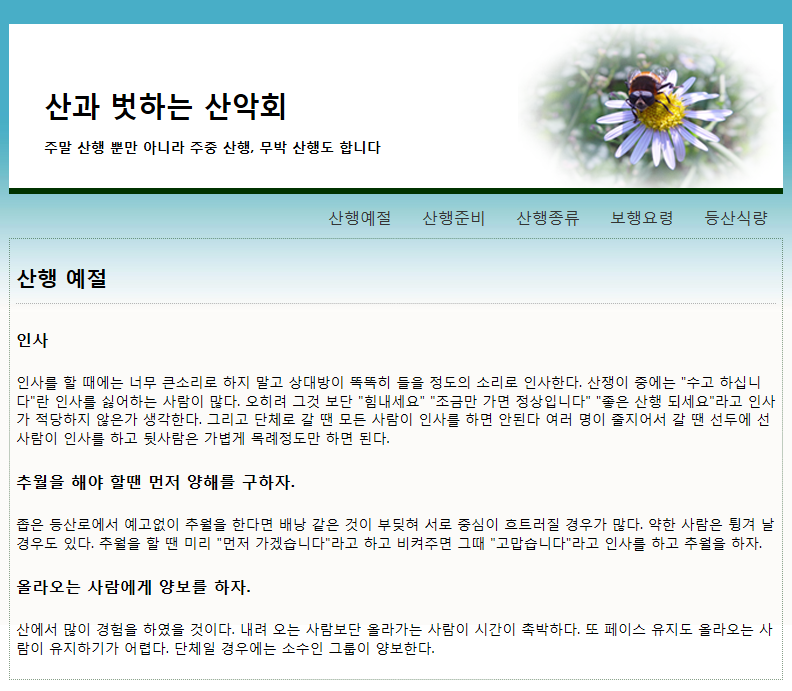 산과 벗하는 산악회
주말 산행 뿐만 아니라 주중 산행, 무박 산행도 합니다
산행예절 산행준비 산행종류 보행요령 등산식량
산행 예절
인사
인사를 할 때에는 너무 큰소리로 하지 말고 상대방이 똑똑히 들을 정도의 소리로 인사한다. 산쟁이 중에는 "수고 하십니
다"란 인사를 싫어하는 사람이 많다. 오히려 그것 보단 "힘내세요" "조금만 가면 정상입니다" "좋은 산행 되세요"라고 인사
가 적당하지 않은가 생각한다. 그리고 단체로 갈 땐 모든 사람이 인사를 하면 안된다 여러 명이 줄지어서 갈 땐 선두에 선
사람이 인사를 하고 뒷사람은 가볍게 목례정도만 하면 된다.
추월을 해야 할땐 먼저 양해를 구하자.
좁은 등산로에서 예고없이 추월을 한다면 배낭 같은 것이 부딪혀 서로 중심이 흐트러질 경우가 많다. 약한 사람은 튕겨 날
경우도 있다. 추월을 할 땐 미리 "먼저 가겠습니다"라고 하고 비켜주면 그때 "고맙습니다"라고 인사를 하고 추월을 하자.
올라오는 사람에게 양보를 하자.
산에서 많이 경험을 하였을 것이다. 내려 오는 사람보단 올라가는 사람이 시간이 촉박하다. 또 페이스 유지도 올라오는 사
람이 유지하기가 어렵다. 단체일 경우에는 소수인 그룹이 양보한다.